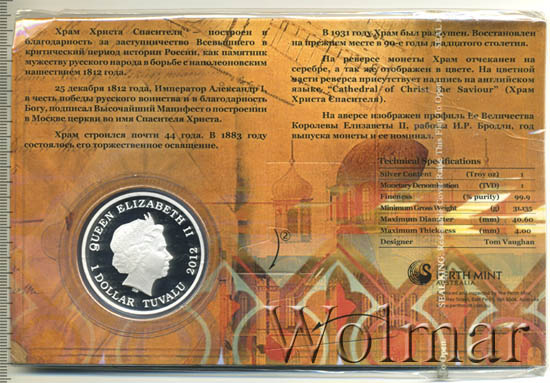 Храм Христа Спасителя построен в
благодарность за заступничество Всевышнего в
критический период истории России, как памятник
мужеству русского народа в борьбе с наполеоновским
нашествием 1812 года.
25 декабря 1812 года, Император Александр I,
в честь победы русского воинства и в благодарность
Богу, подписал Высочайший Манифест о построении
в Москве церкви во имя Спасителя Христа.
Храм строился почти 44 года. В 1883 году
состоялось его торжественное освящение.
В 1931 году Храм был разрушен. Восстановлен
на прежнем месте в 90-е годы двадцатого столетия.
На реверсе монеты Храм отчеканен на
серебре, а так же отображен в цвете. На цветной
части реверса присутствует надпись на английском
языке, "Cathedral of Christ the Saviour" (Храм
Христа Спасителя).
На аверсе изображен профиль Ее Величества
Королевы Елизаветы II, работы И.Р. Бродли, год
выпуска монеты и ее номинал.
Technical Specifications
Silver Content (Troy oz) 1
Monetary Denomination (TVD) 1
Fineness (% purity) 99.9
Minimum Gross Weight (g) 31.135
Maximum Diameter (mm) 40.60
Maximum Thickness (mm) 4.00
Designer Tom Vaughan
PERTH MINT
AUSTRALIA
QUEEN ELIZABETH II 2012
1 DOLLAR TUVALU
Wolmar